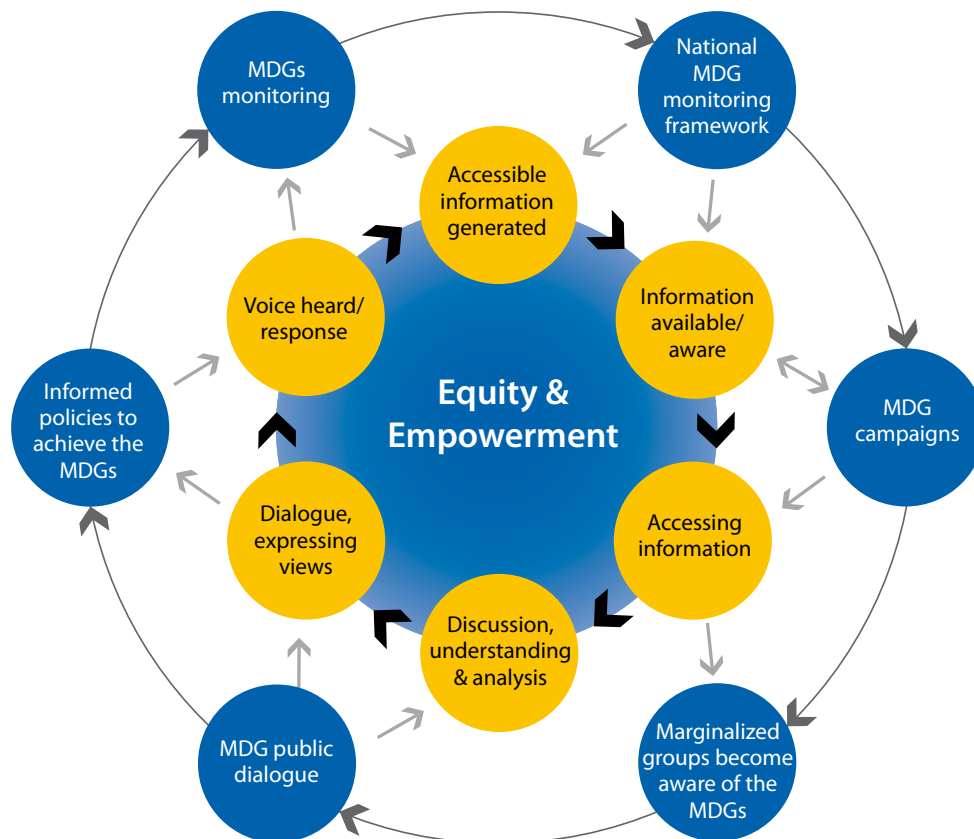 MDGs
monitoring
National
MDG
monitoring
framework
Accessible
information
generated
Voice heard/
response
Information
available/
aware
Equity &
Empowerment
Informed
policies to
achieve the
MDGs
MDG
campaigns
Dialogue,
expressing
views
Accessing
information
Discussion,
understanding
& analysis
MDG public
dialogue
Marginalized
groups become
aware of the
MDGs